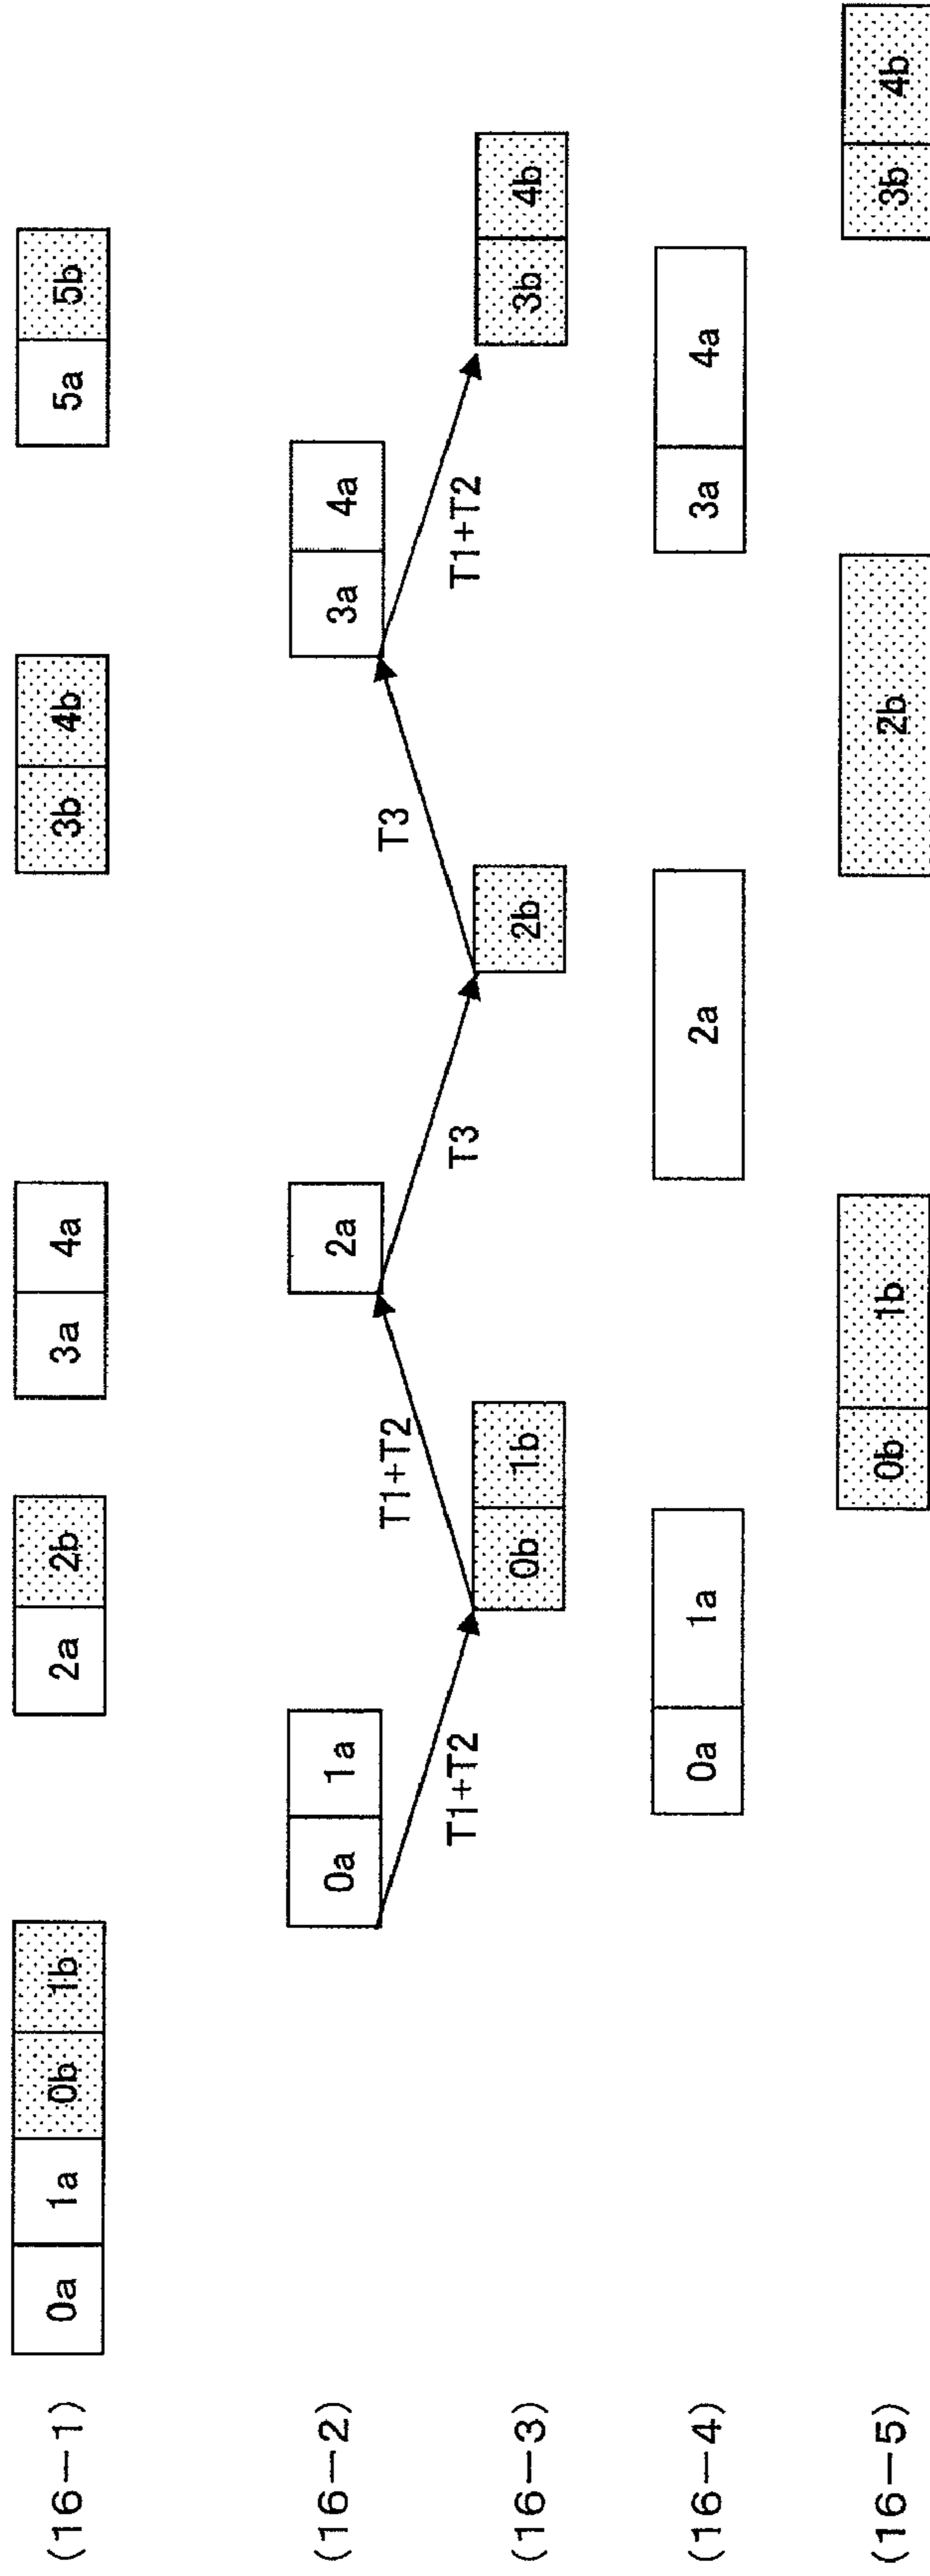 (16-1) 0a 1a 0b 1b 2a 2b 3a 4a 3b 4b 5a 5b
(16-2) 0a 1a 2a 3a 4a
T1+T2 T1+T2 T3 T3 T1+T2
(16-3) 0b 1b 2b 3b 4b
(16-4) 0a 1a 2a 3a 4a
(16-5) 0b 1b 2b 3b 4b